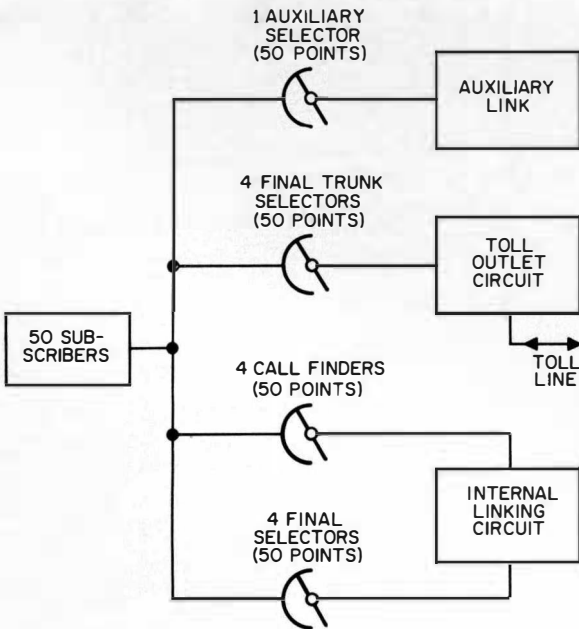 1 AUXILIARY
SELECTOR
(50 POINTS)
AUXILIARY
LINK
4 FINAL TRUNK
SELECTORS
(50 POINTS)
TOLL
OUTLET
CIRCUIT
TOLL
LINE
50 SUB-
SCRIBERS
4 CALL FINDERS
(50 POINTS)
INTERNAL
LINKING
CIRCUIT
4 FINAL
SELECTORS
(50 POINTS)